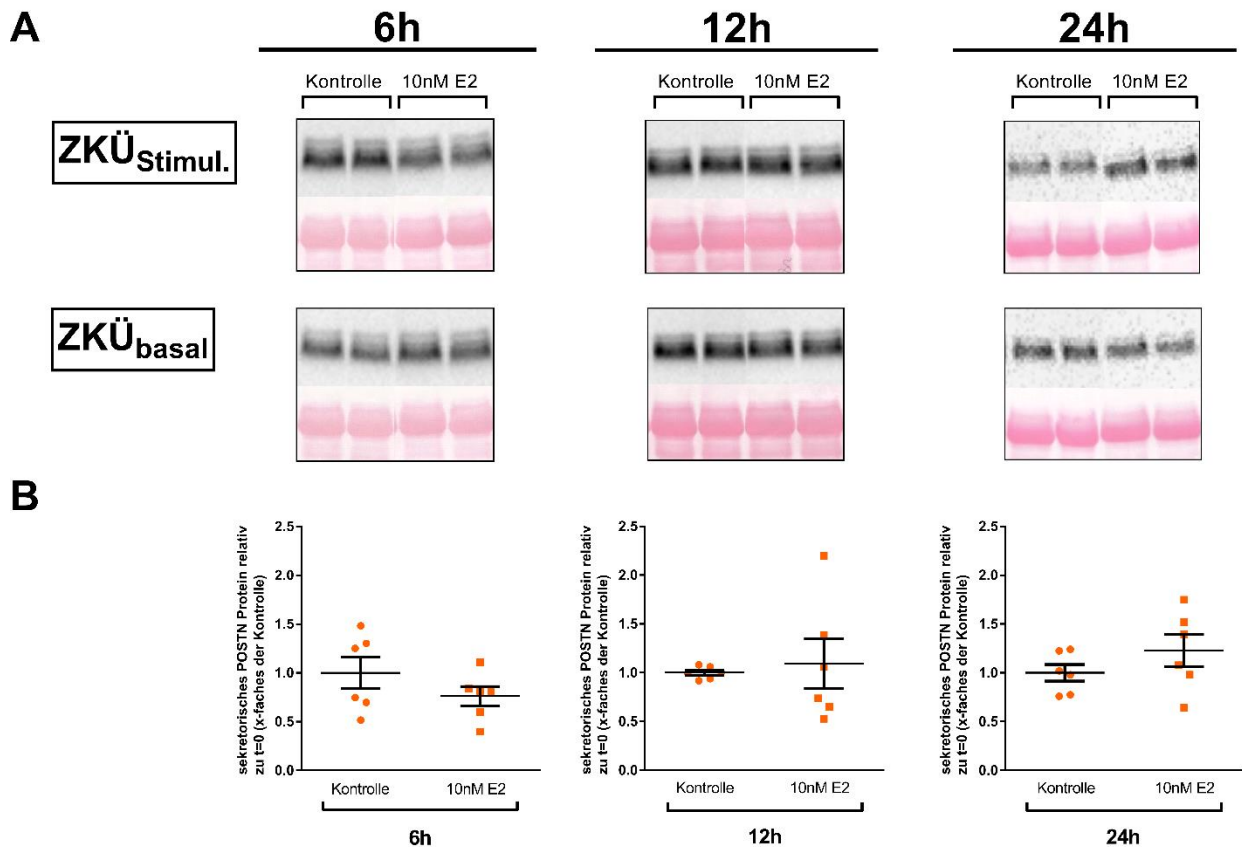 A
6h
12h
24h
Kontrolle 10nM E2
Kontrolle 10nM E2
Kontrolle 10nM E2
ZKÜStimul.
ZKÜbasal
B
sekretorisches POSTN Protein relativ
zu t=0 (x-faches der Kontrolle)
2.5
2.0
1.5
1.0
0.5
0.0
Kontrolle 10nM E2
6h
sekretorisches POSTN Protein relativ
zu t=0 (x-faches der Kontrolle)
2.5
2.0
1.5
1.0
0.5
0.0
Kontrolle 10nM E2
12h
sekretorisches POSTN Protein relativ
zu t=0 (x-faches der Kontrolle)
2.5
2.0
1.5
1.0
0.5
0.0
Kontrolle 10nM E2
24h